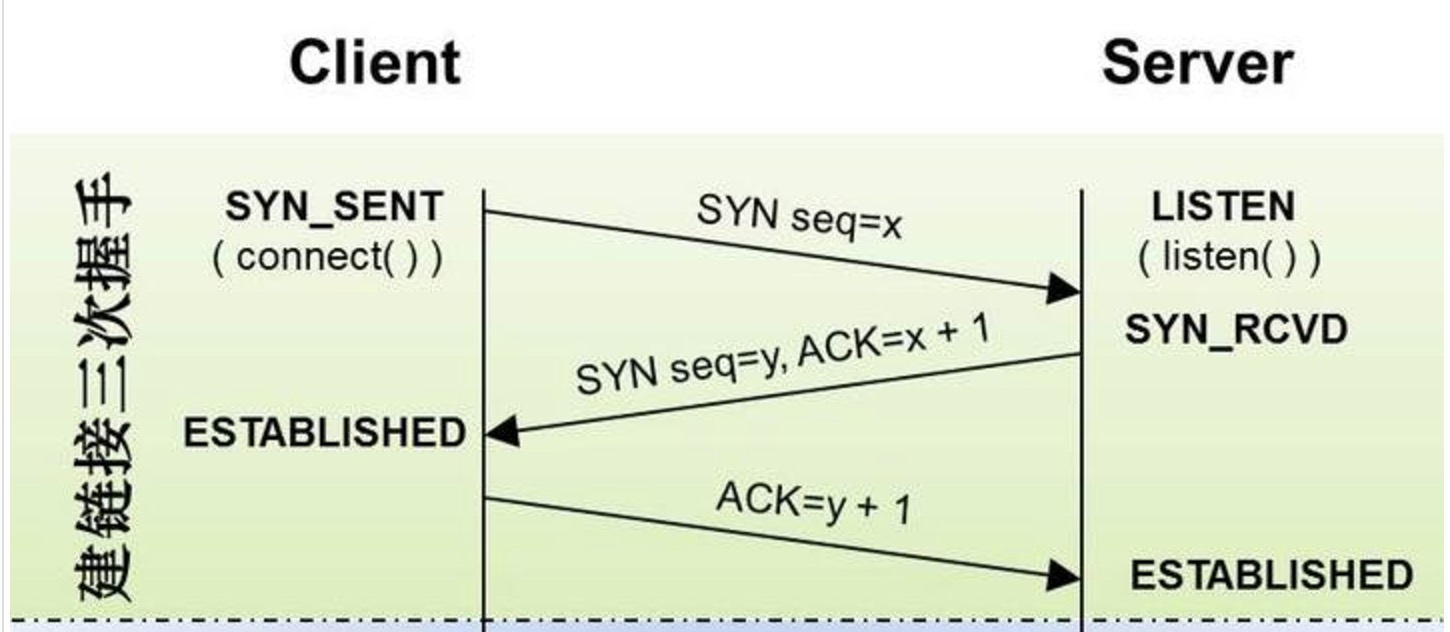 Client
Server
建链接三次握手
SYN_SENT
( connect( ) )
SYN seq=x
LISTEN
( listen( ) )
SYN_RCVD
SYN seq=y, ACK=x + 1
ESTABLISHED
ACK=y + 1
ESTABLISHED